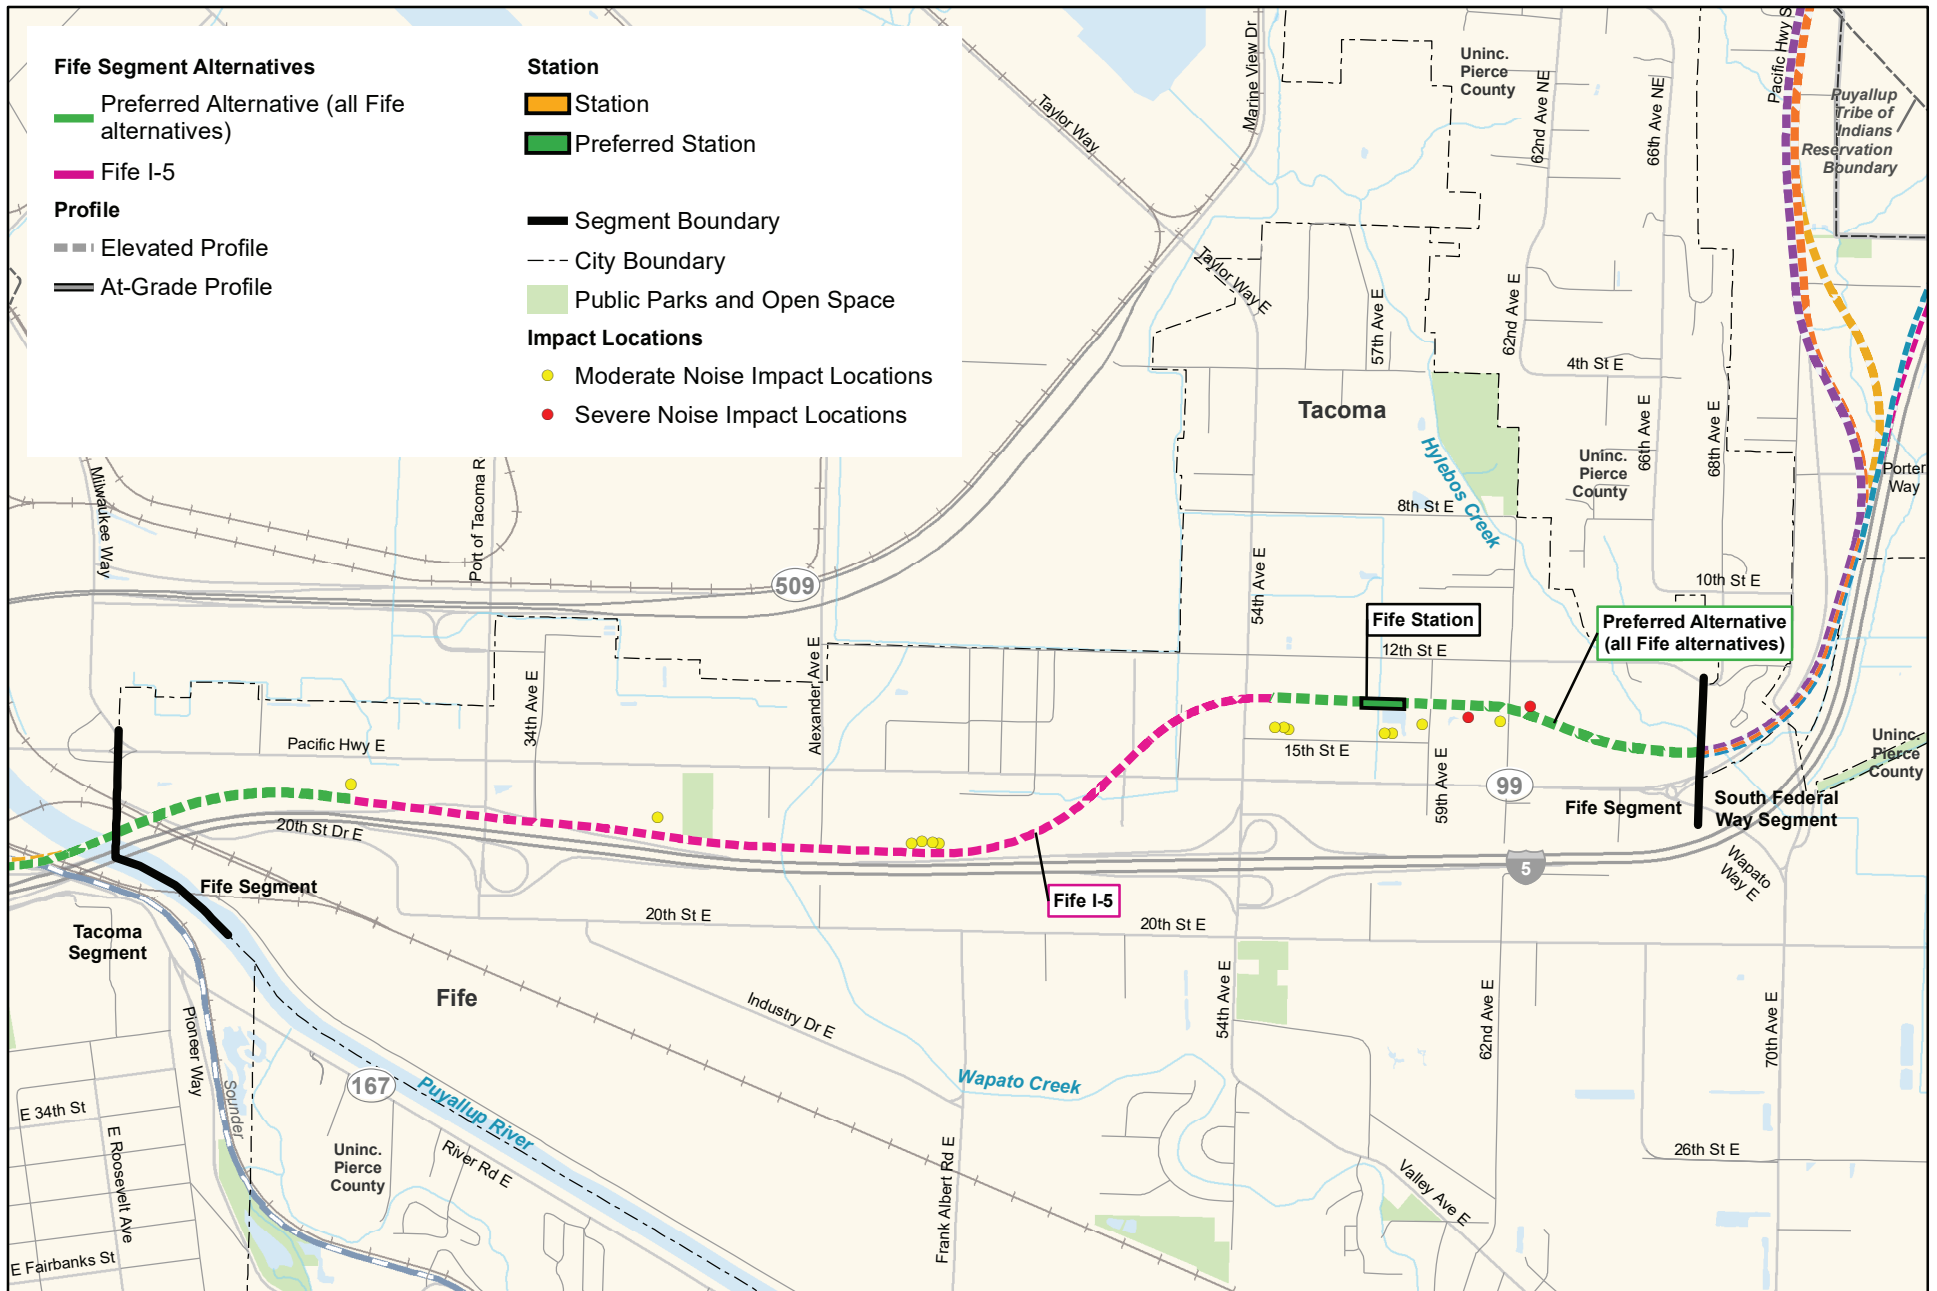 Fife Segment Alternatives
Preferred Alternative (all Fife
alternatives)
Fife I-5
Profile
Elevated Profile
At-Grade Profile
Station
Station
Preferred Station
Segment Boundary
City Boundary
Public Parks and Open Space
Impact Locations
Moderate Noise Impact Locations
Severe Noise Impact Locations
Taylor Way
Marine View Dr
Uninc.
Pierce
County
62nd Ave NE
66th Ave NE
Pacific Hwy S
Puyallup
Tribe of
Indians
Reservation
Boundary
Taylor Way E
57th Ave E
62nd Ave E
4th St E
Tacoma
66th Ave E
68th Ave E
Hylebos Creek
Uninc.
Pierce
County
Porter
Way
8th St E
Milwaukee Way
Port of Tacoma R
509
54th Ave E
10th St E
Fife Station
Preferred Alternative
(all Fife alternatives)
12th St E
34th Ave E
Alexander Ave E
Pacific Hwy E
15th St E
59th Ave E
99
Uninc.
Pierce
County
Fife Segment
South Federal
Way Segment
20th St Dr E
5
Wapato
Way E
Fife Segment
Fife I-5
20th St E
20th St E
Tacoma
Segment
Fife
Industry Dr E
54th Ave E
62nd Ave E
70th Ave E
Pioneer Way
Sounder
167
Puyallup River
Wapato Creek
E 34th St
E Roosevelt Ave
Uninc.
Pierce
County
River Rd E
Frank Albert Rd E
Valley Ave E
26th St E
E Fairbanks St